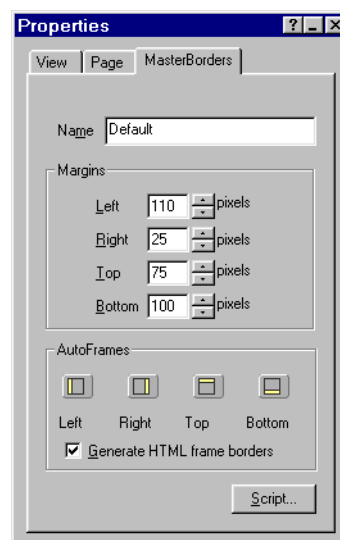 Properties
View Page MasterBorders
Name Default
Margins
Left 110 pixels
Right 25 pixels
Top 75 pixels
Bottom 100 pixels
AutoFrames
Left Right Top Bottom
Generate HTML frame borders
Script...